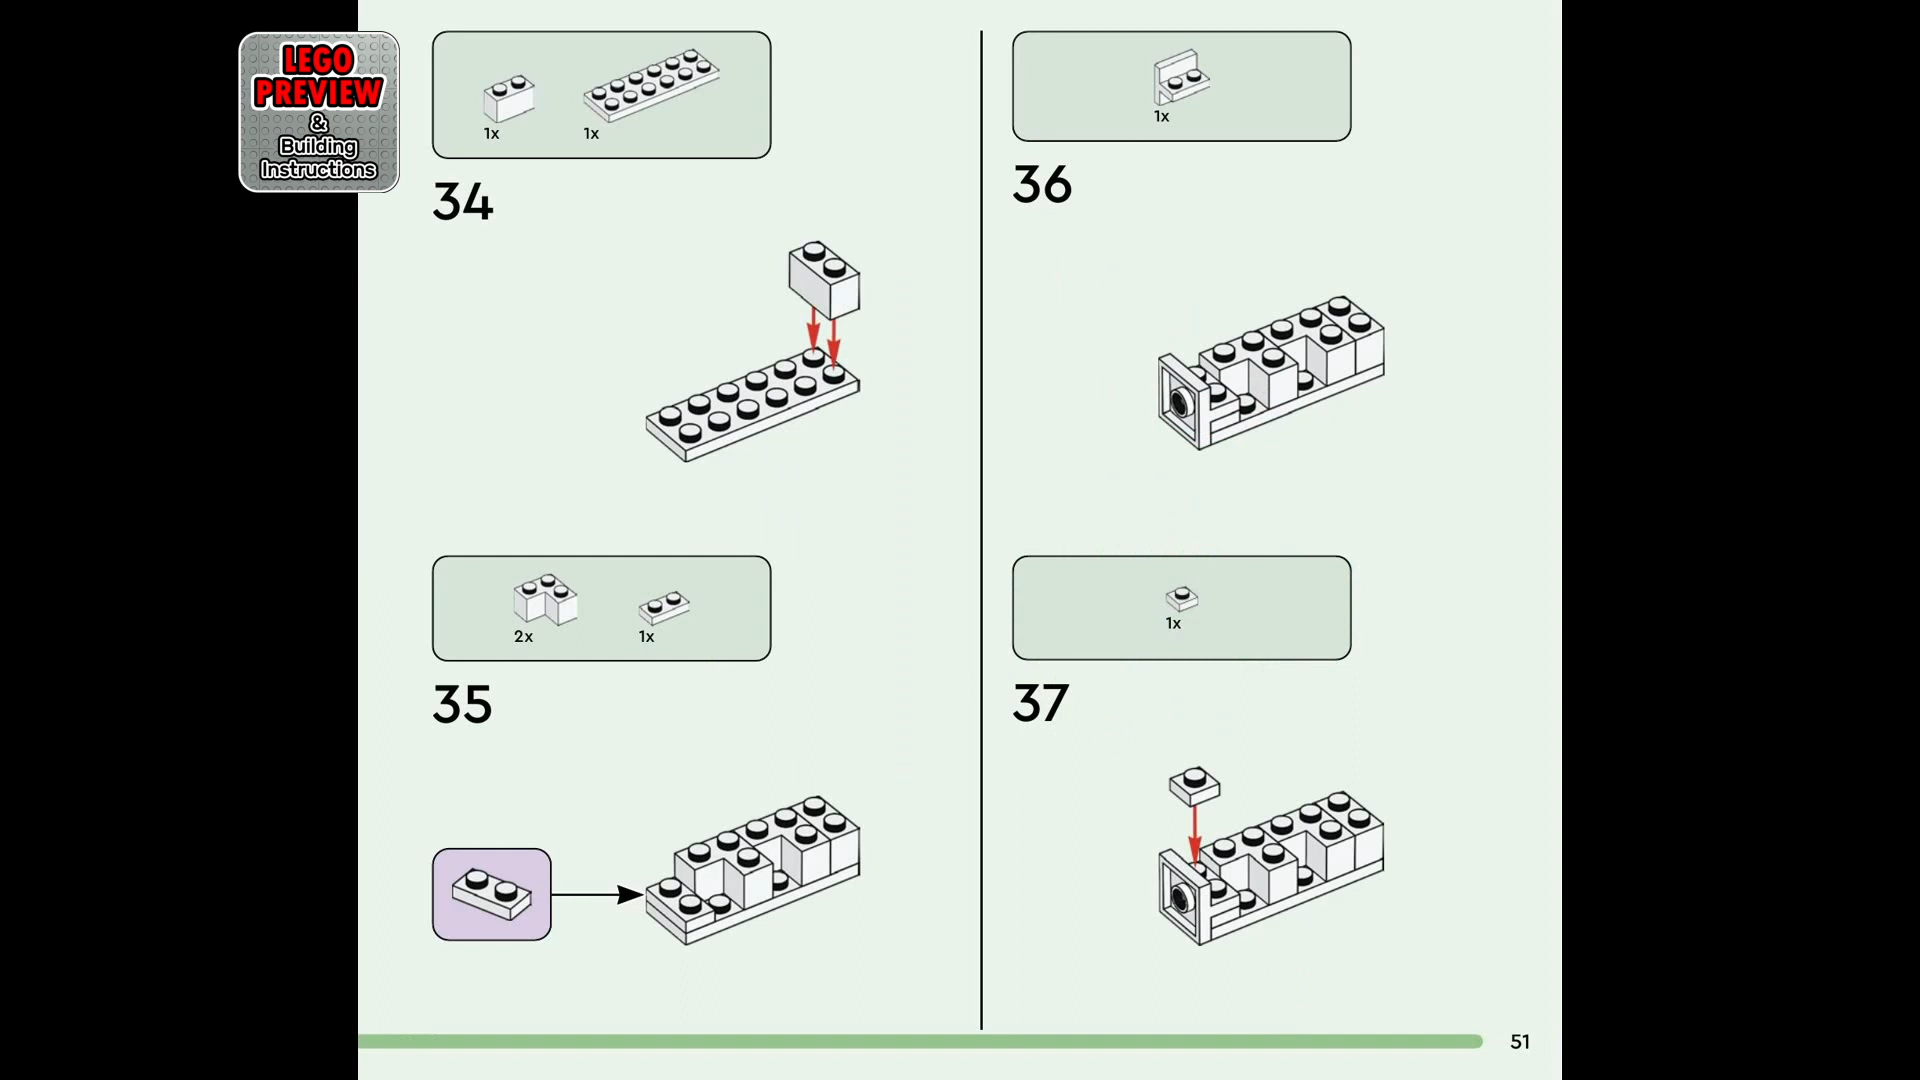 LEGO
PREVIEW
&
Building
Instructions
1x 1x
34
2x 1x
35
1x
36
1x
37
51